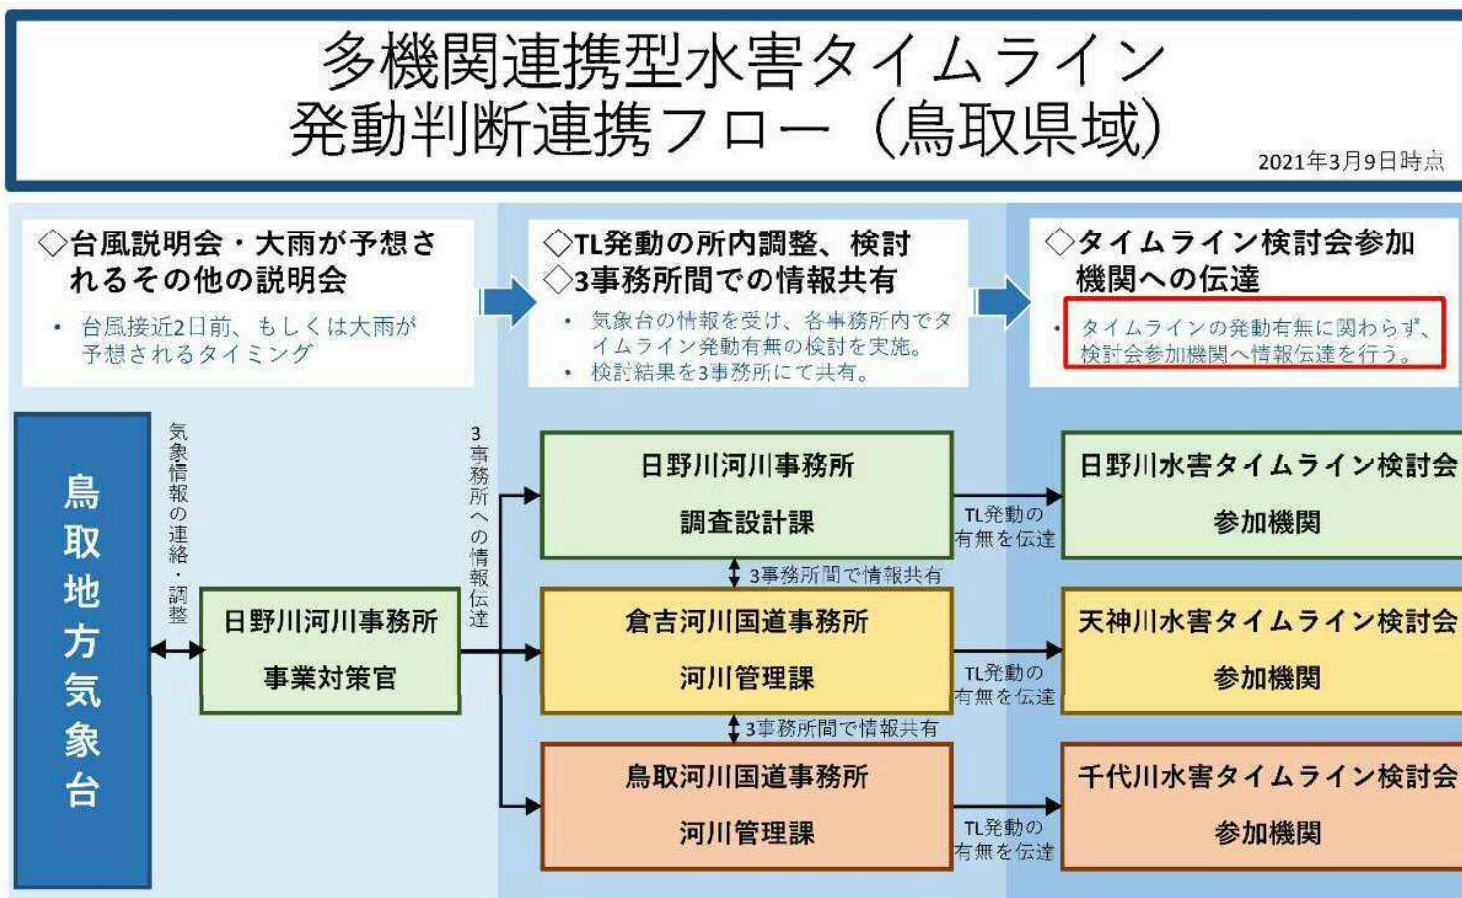 多機関連携型水害タイムライン
発動判断連携フロー（鳥取県域）
2021年3月9日時点
◇台風説明会・大雨が予想さ
れるその他の説明会
• 台風接近2日前、もしくは大雨が
予想されるタイミング
◇TL発動の所内調整、検討
◇3事務所間での情報共有
• 気象台の情報を受け、各事務所内でタ
イムライン発動有無の検討を実施。
• 検討結果を3事務所にて共有。
◇タイムライン検討会参加
機関への伝達
• タイムラインの発動有無に関わらず、
検討会参加機関へ情報伝達を行う。
鳥取地方気象台
気象情報の連絡・調整
日野川河川事務所
事業対策官
3事務所への情報伝達
日野川河川事務所
調査設計課
TL発動の
有無を伝達
日野川水害タイムライン検討会
参加機関
3事務所間で情報共有
倉吉河川国道事務所
河川管理課
TL発動の
有無を伝達
天神川水害タイムライン検討会
参加機関
3事務所間で情報共有
鳥取河川国道事務所
河川管理課
TL発動の
有無を伝達
千代川水害タイムライン検討会
参加機関